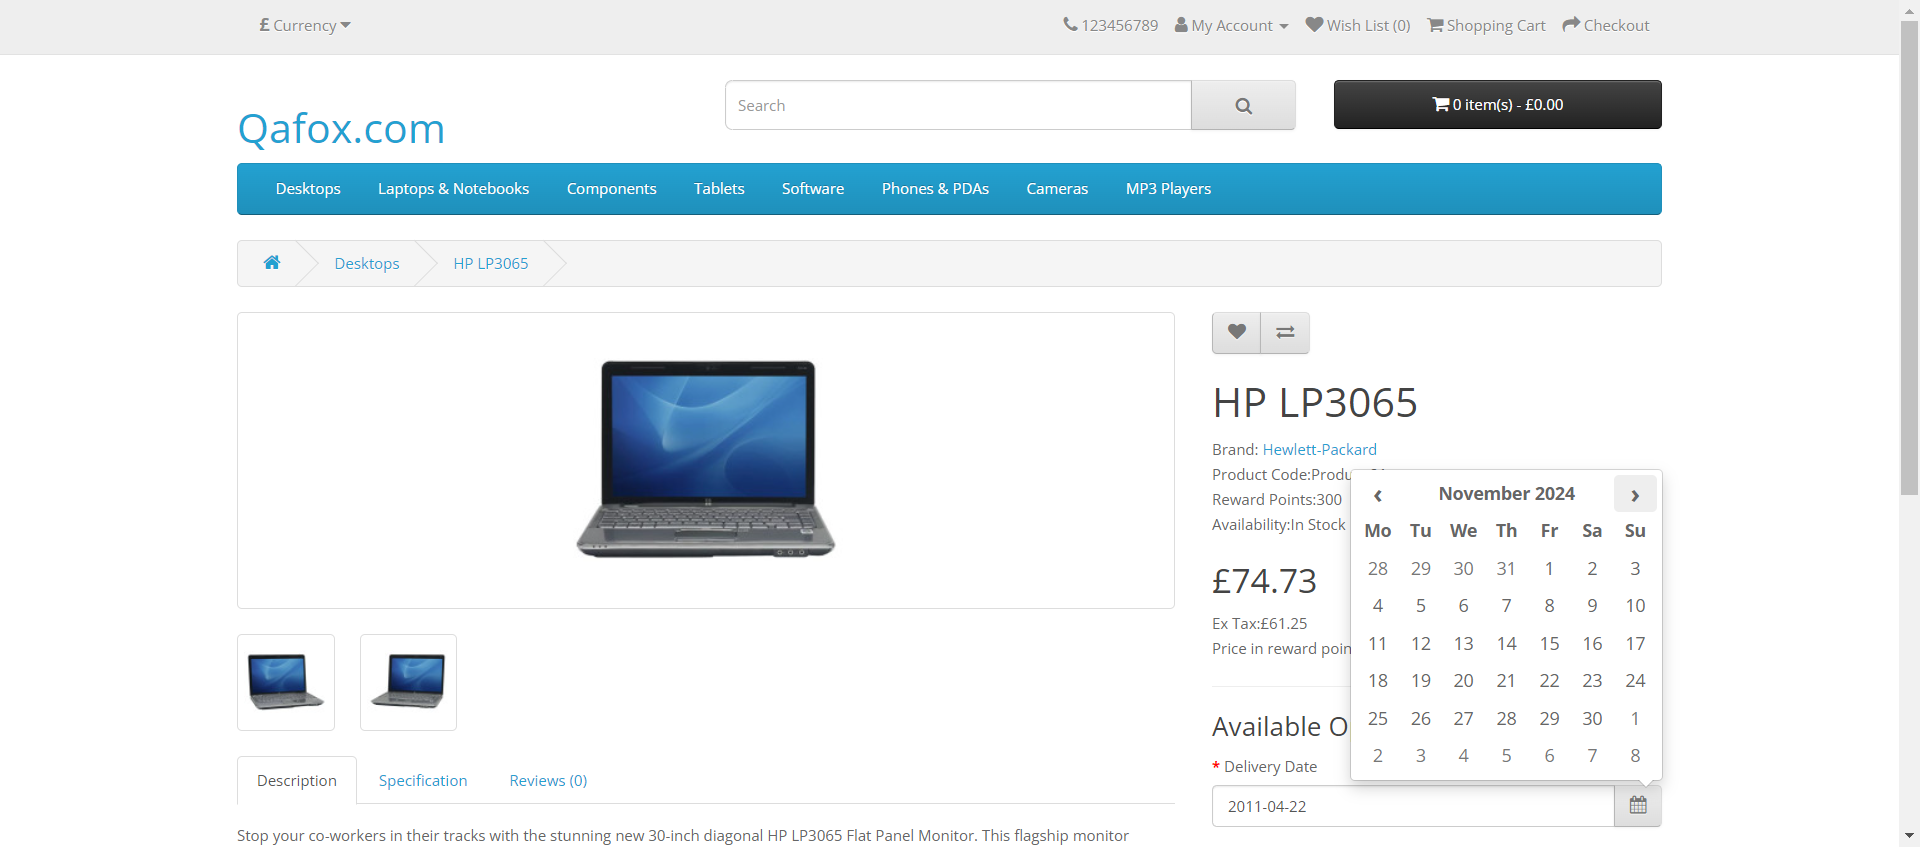 £ Currency
123456789 My Account Wish List (0) Shopping Cart Checkout
Qafox.com
Search
0 item(s) - £0.00
Desktops Laptops & Notebooks Components Tablets Software Phones & PDAs Cameras MP3 Players
Desktops HP LP3065
HP LP3065
Brand: Hewlett-Packard
Product Code:
Reward Points:300
Availability:In Stock
£74.73
Ex Tax:£61.25
Price in reward
Available
* Delivery Date
2011-04-22
‹ November 2024 ›
Mo Tu We Th Fr Sa Su
28 29 30 31 1 2 3
4 5 6 7 8 9 10
11 12 13 14 15 16 17
18 19 20 21 22 23 24
25 26 27 28 29 30 1
2 3 4 5 6 7 8
Description Specification Reviews (0)
Stop your co-workers in their tracks with the stunning new 30-inch diagonal HP LP3065 Flat Panel Monitor. This flagship monitor